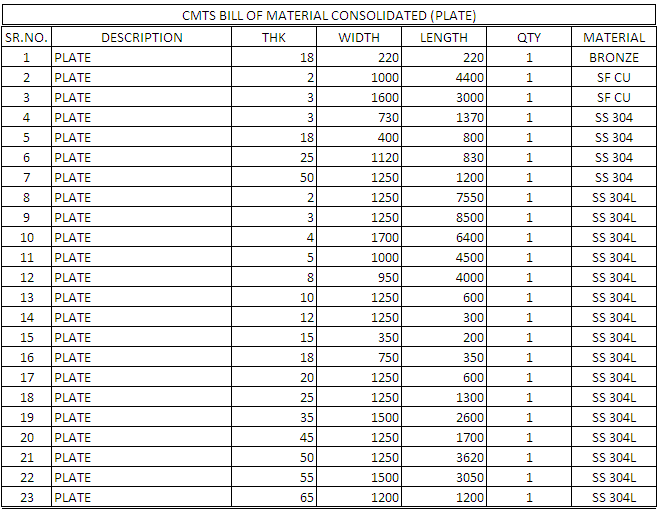 CMTS BILL OF MATERIAL CONSOLIDATED (PLATE)
SR.NO. DESCRIPTION THK WIDTH LENGTH QTY MATERIAL
1 PLATE 18 220 220 1 BRONZE
2 PLATE 2 1000 4400 1 SF CU
3 PLATE 3 1600 3000 1 SF CU
4 PLATE 3 730 1370 1 SS 304
5 PLATE 18 400 800 1 SS 304
6 PLATE 25 1120 830 1 SS 304
7 PLATE 50 1250 1200 1 SS 304
8 PLATE 2 1250 7550 1 SS 304L
9 PLATE 3 1250 8500 1 SS 304L
10 PLATE 4 1700 6400 1 SS 304L
11 PLATE 5 1000 4500 1 SS 304L
12 PLATE 8 950 4000 1 SS 304L
13 PLATE 10 1250 600 1 SS 304L
14 PLATE 12 1250 300 1 SS 304L
15 PLATE 15 350 200 1 SS 304L
16 PLATE 18 750 350 1 SS 304L
17 PLATE 20 1250 600 1 SS 304L
18 PLATE 25 1250 1300 1 SS 304L
19 PLATE 35 1500 2600 1 SS 304L
20 PLATE 45 1250 1700 1 SS 304L
21 PLATE 50 1250 3620 1 SS 304L
22 PLATE 55 1500 3050 1 SS 304L
23 PLATE 65 1200 1200 1 SS 304L